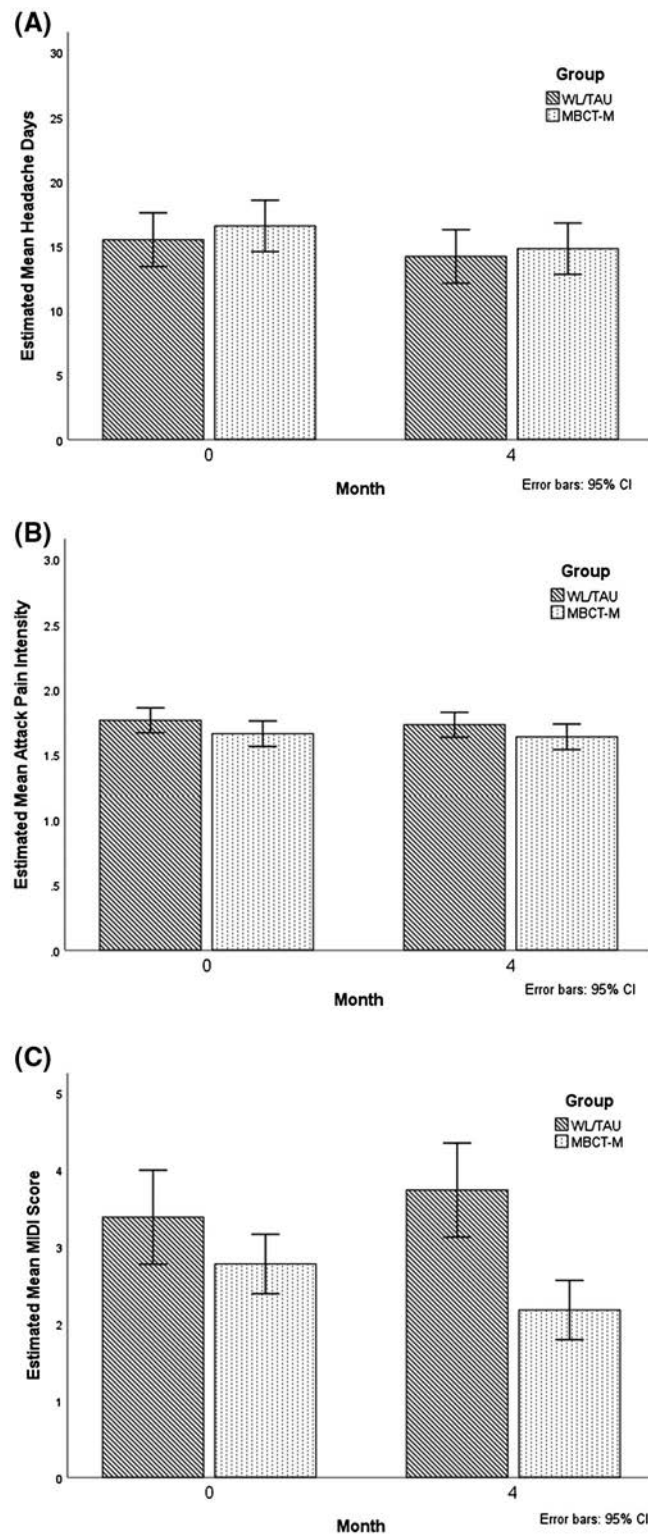 (A)
30
25
20
15
10
5
0
Estimated Mean Headache Days
Group
WL/TAU
MBCT-M
0 4
Month
Error bars: 95% CI
(B)
3.0
2.5
2.0
1.5
1.0
.5
.0
Estimated Mean Attack Pain Intensity
Group
WL/TAU
MBCT-M
0 4
Month
Error bars: 95% CI
(C)
5
4
3
2
1
0
Estimated Mean MIDI Score
Group
WL/TAU
MBCT-M
0 4
Month
Error bars: 95% CI